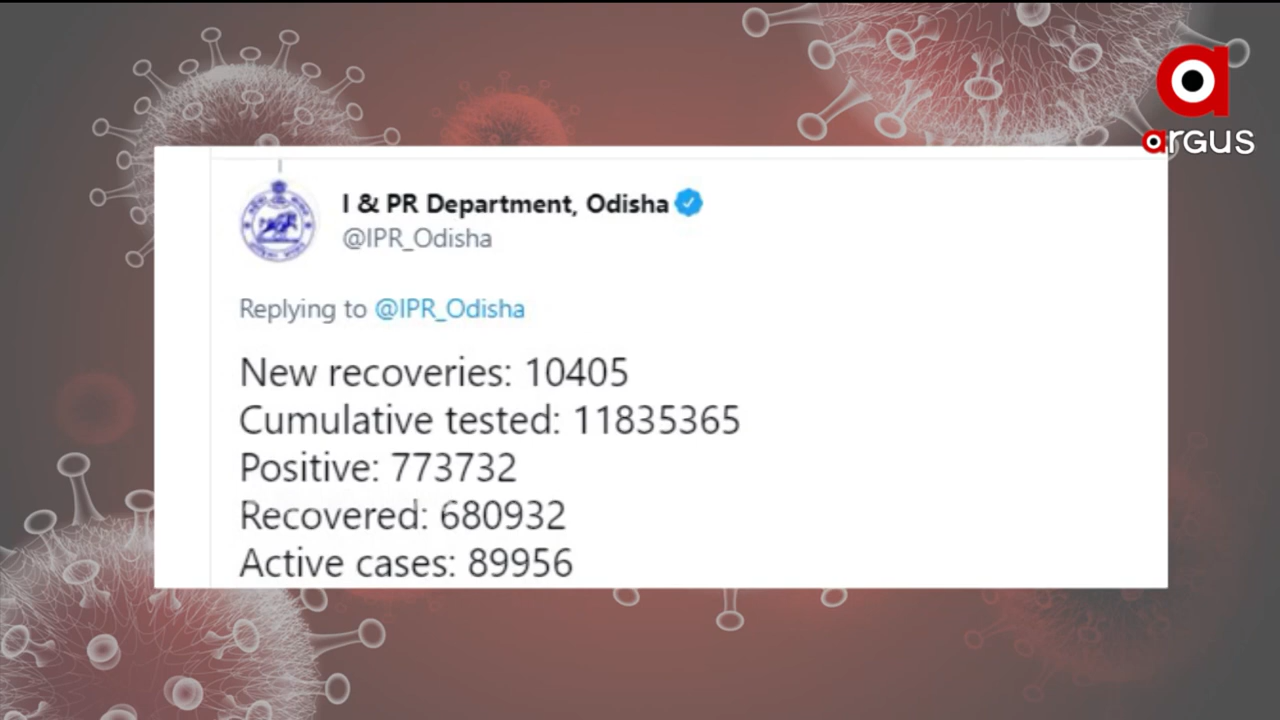 argus
I & PR Department, Odisha
@IPR_Odisha
Replying to @IPR_Odisha
New recoveries: 10405
Cumulative tested: 11835365
Positive: 773732
Recovered: 680932
Active cases: 89956